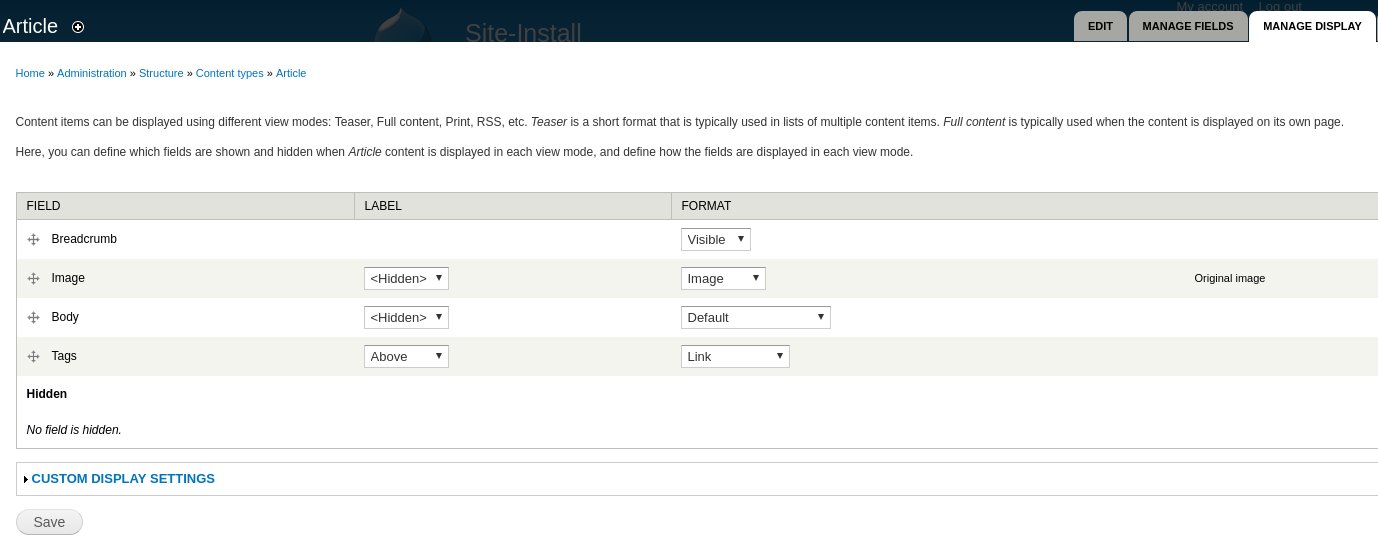 My account Log out
Article Site-Install EDIT MANAGE FIELDS MANAGE DISPLAY
Home » Administration » Structure » Content types » Article
Content items can be displayed using different view modes: Teaser, Full content, Print, RSS, etc. Teaser is a short format that is typically used in lists of multiple content items. Full content is typically used when the content is displayed on its own page.
Here, you can define which fields are shown and hidden when Article content is displayed in each view mode, and define how the fields are displayed in each view mode.
FIELD LABEL FORMAT
Breadcrumb Visible
Image <Hidden> Image Original image
Body <Hidden> Default
Tags Above Link
Hidden
No field is hidden.
CUSTOM DISPLAY SETTINGS
Save